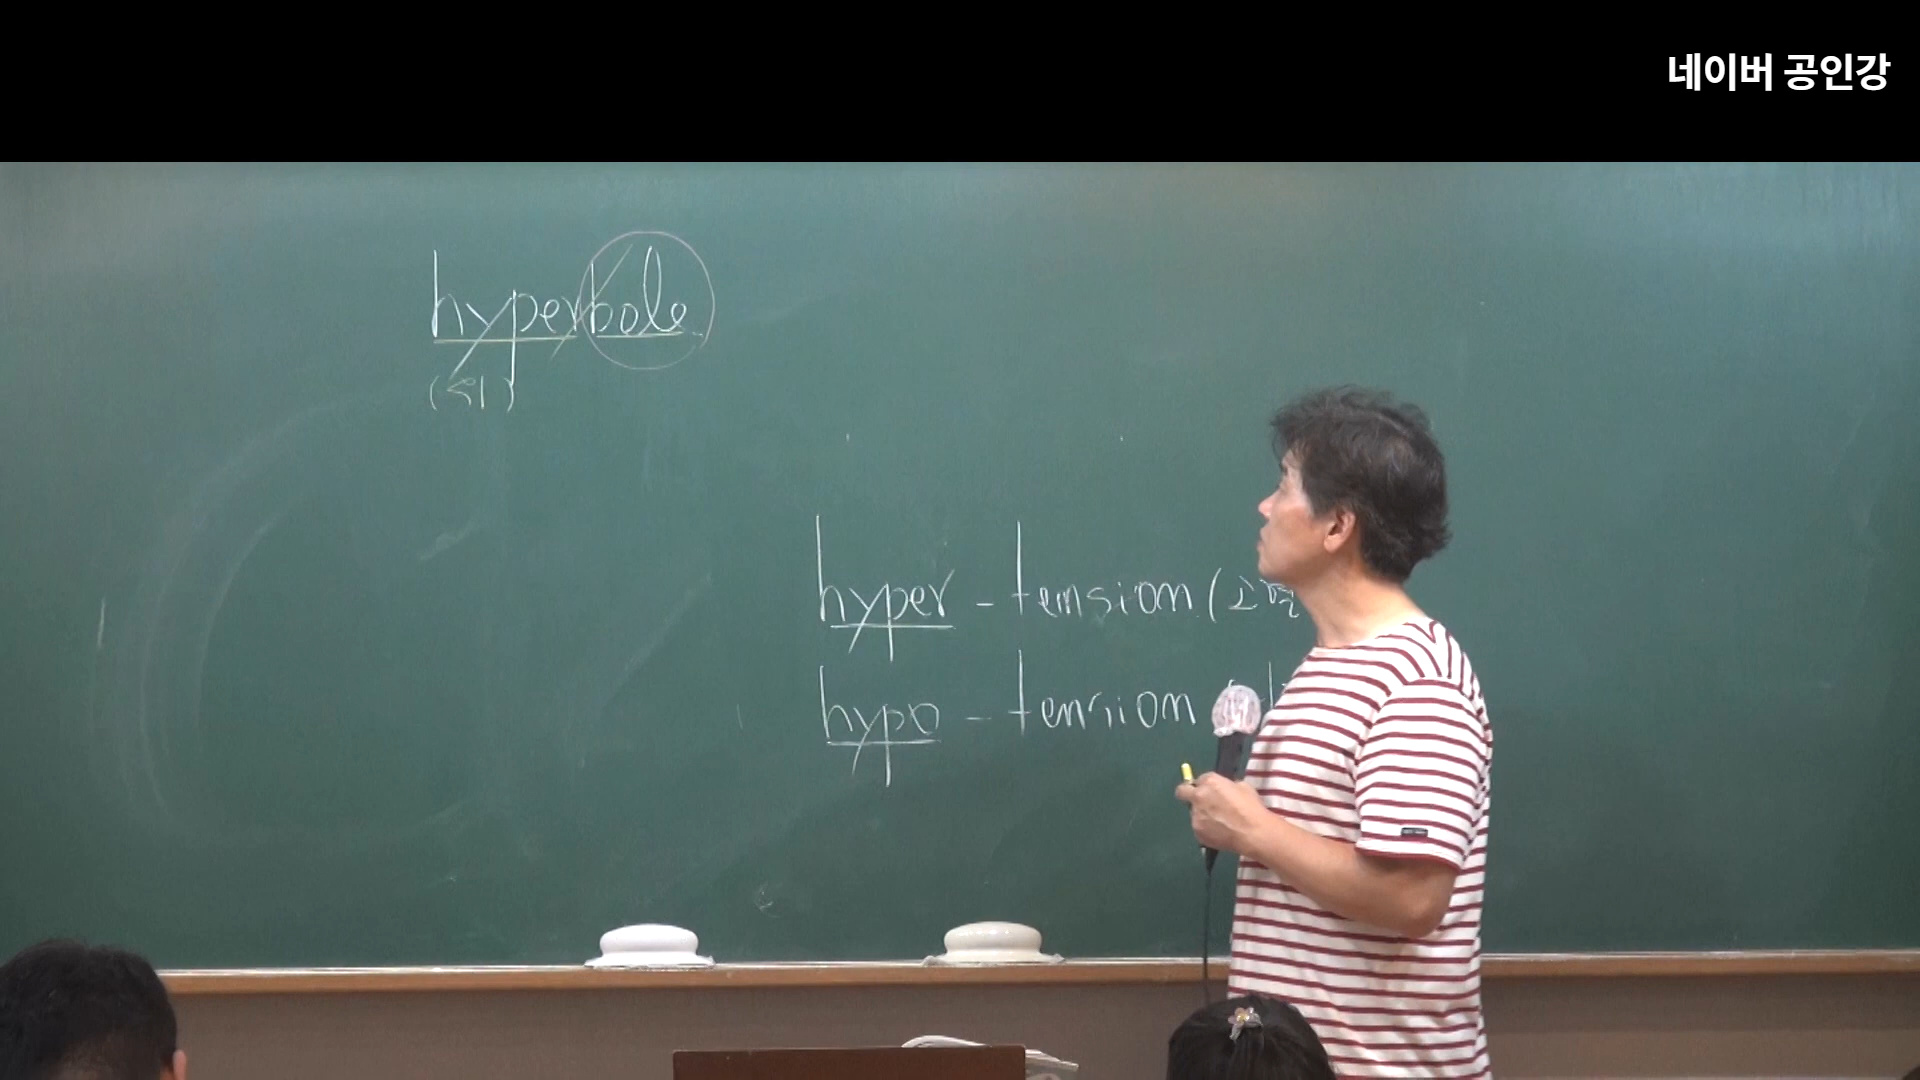 네이버 공인강
hyperbole
(위)
hyper - tension (고혈
hypo - tension